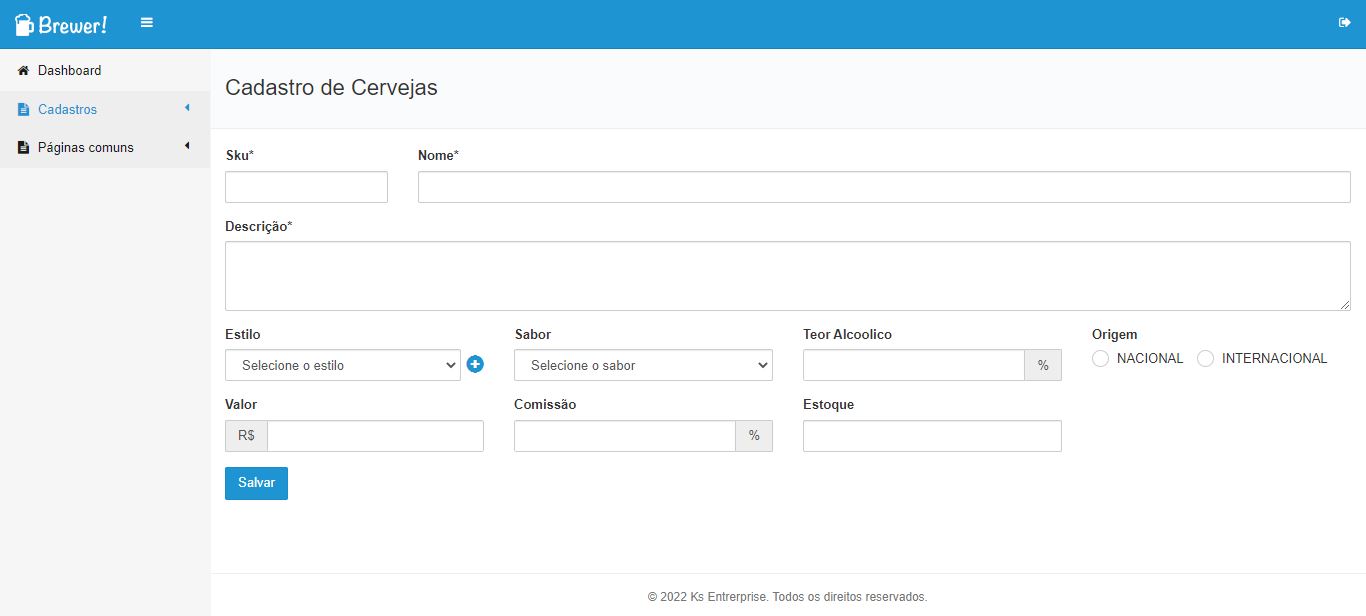 Brewer!
Dashboard
Cadastros
Páginas comuns
Cadastro de Cervejas
Sku* Nome*
Descrição*
Estilo Sabor Teor Alcoolico Origem
Selecione o estilo Selecione o sabor % NACIONAL INTERNACIONAL
Valor Comissão Estoque
R$ %
Salvar
© 2022 Ks Entrerprise. Todos os direitos reservados.